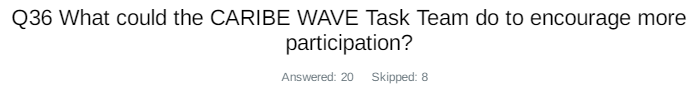 Q36 What could the CARIBE WAVE Task Team do to encourage more
participation?
Answered: 20 Skipped: 8